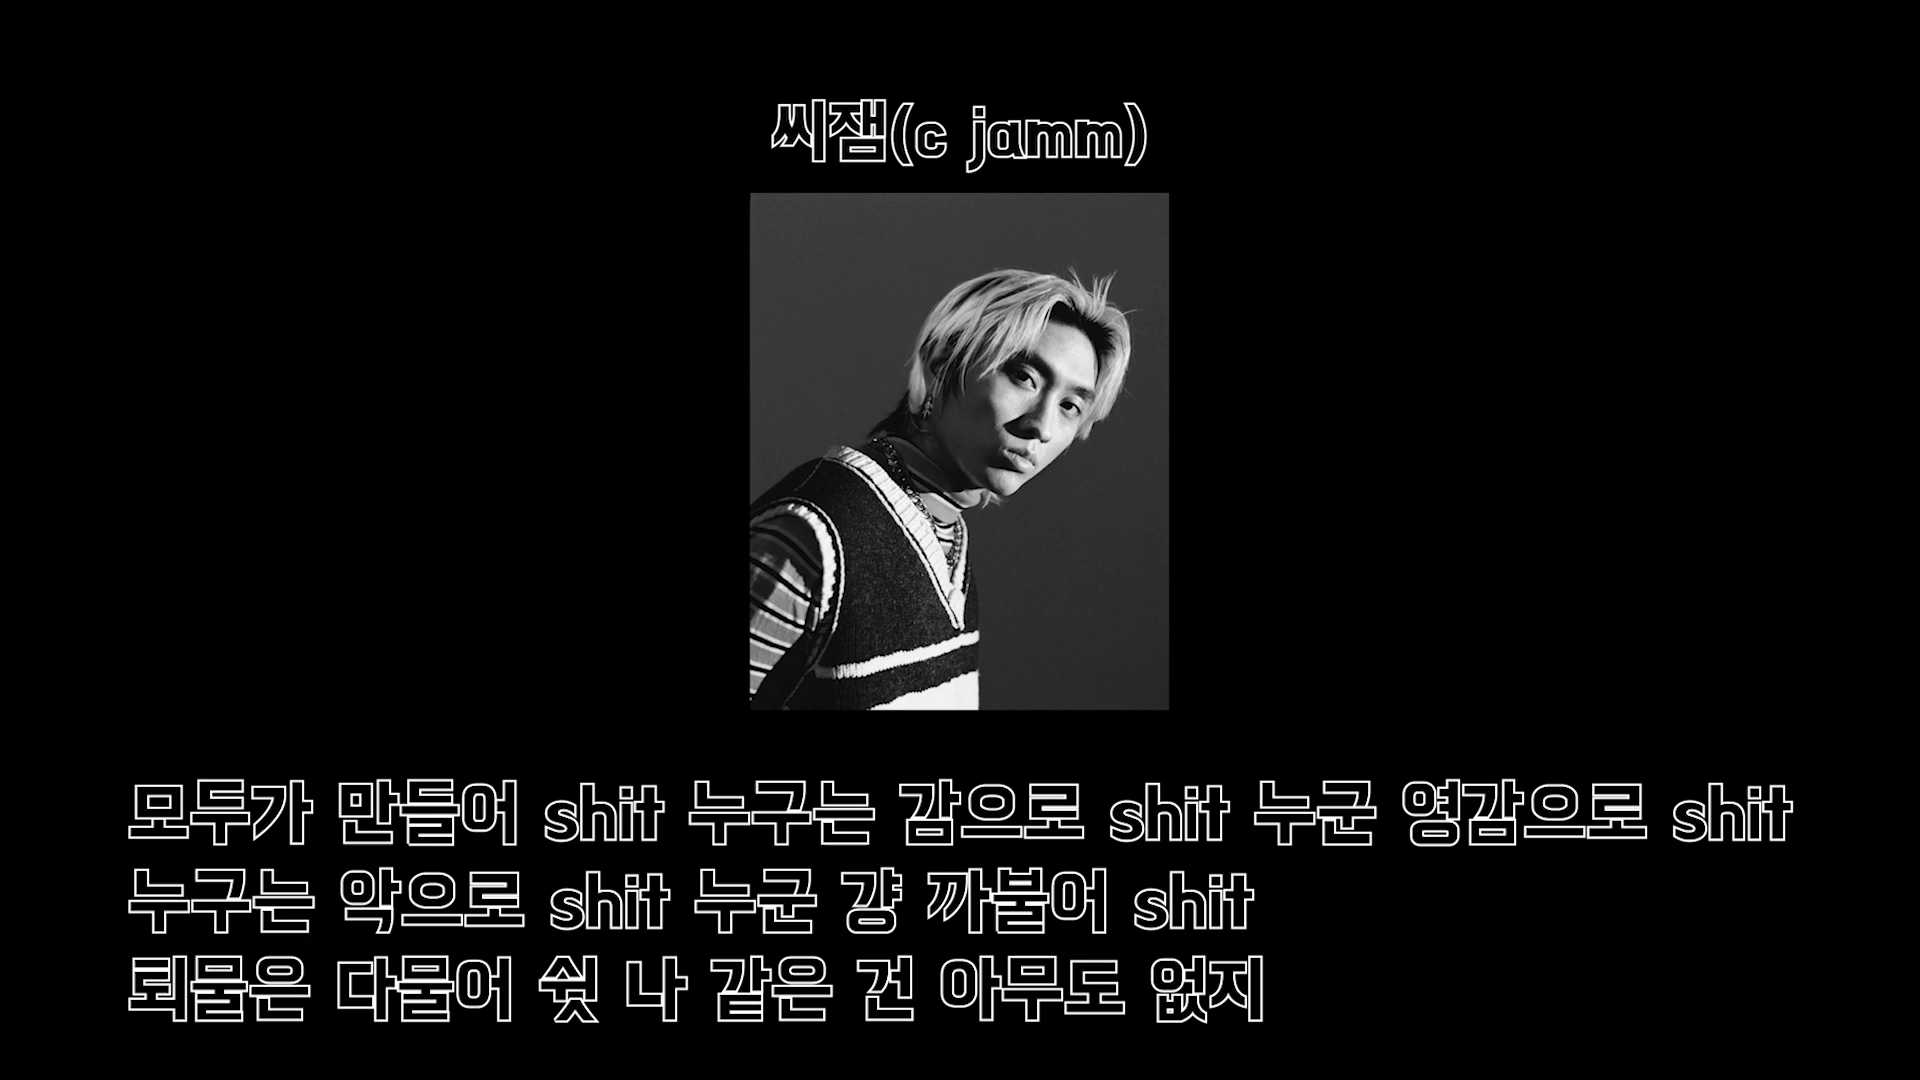 씨잼(c jamm)
모두가 만들어 shit 누구는 감으로 shit 누군 영감으로 shit
누구는 악으로 shit 누군 걍 까불어 shit
퇴물은 다물어 쉿 나 같은 건 아무도 없지